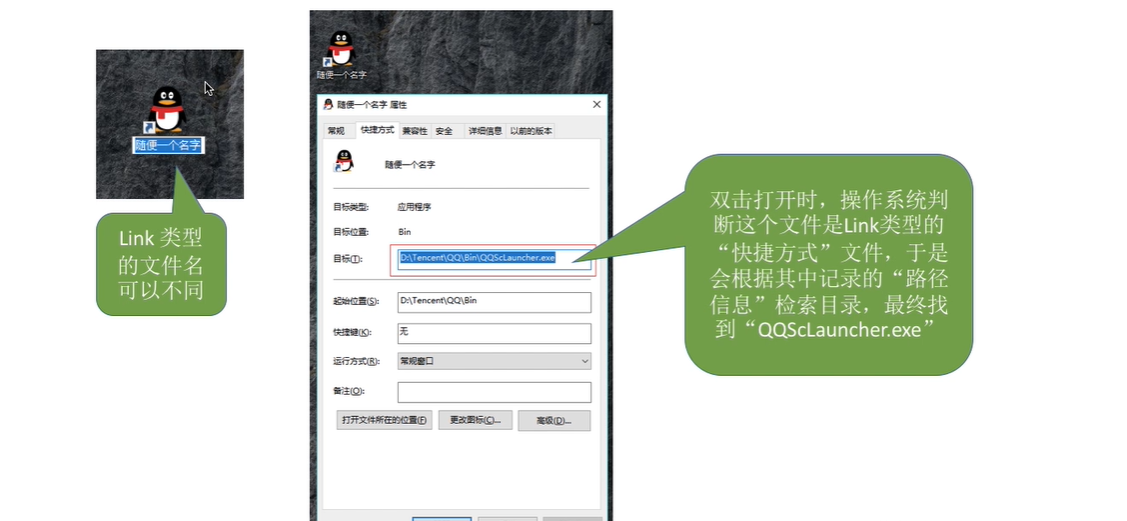 随便一个名字
Link 类型
的文件名
可以不同
随便一个名字
随便一个名字 属性
常规 快捷方式 兼容性 安全 详细信息 以前的版本
随便一个名字
目标类型: 应用程序
目标位置: Bin
目标(T): D:\Tencent\QQ\Bin\QQScLauncher.exe
起始位置(S): D:\Tencent\QQ\Bin
快捷键(K): 无
运行方式(R): 常规窗口
备注(O):
打开文件所在的位置(F) 更改图标(C)... 高级(D)...
双击打开时，操作系统判
断这个文件是Link类型的
“快捷方式”文件，于是
会根据其中记录的“路径
信息”检索目录，最终找
到“QQScLauncher.exe”